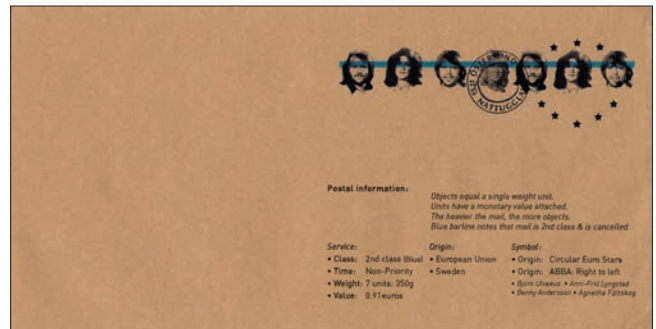 NATTUGGLA
Postal information:
Objects equal a single weight unit.
Units have a monetary value attached.
The heavier the mail, the more objects.
Blue barline notes that mail is 2nd class & is cancelled
Service:
• Class: 2nd class (Blue)
• Time: Non-Priority
• Weight: 7 units: 350g
• Value: 0.91euros
Origin:
• European Union
• Sweden
Symbol:
• Origin: Circular Euro Stars
• Origin: ABBA: Right to left
• Björn Ulvaeus • Anni-Frid Lyngstad
• Benny Andersson • Agnetha Fältskog